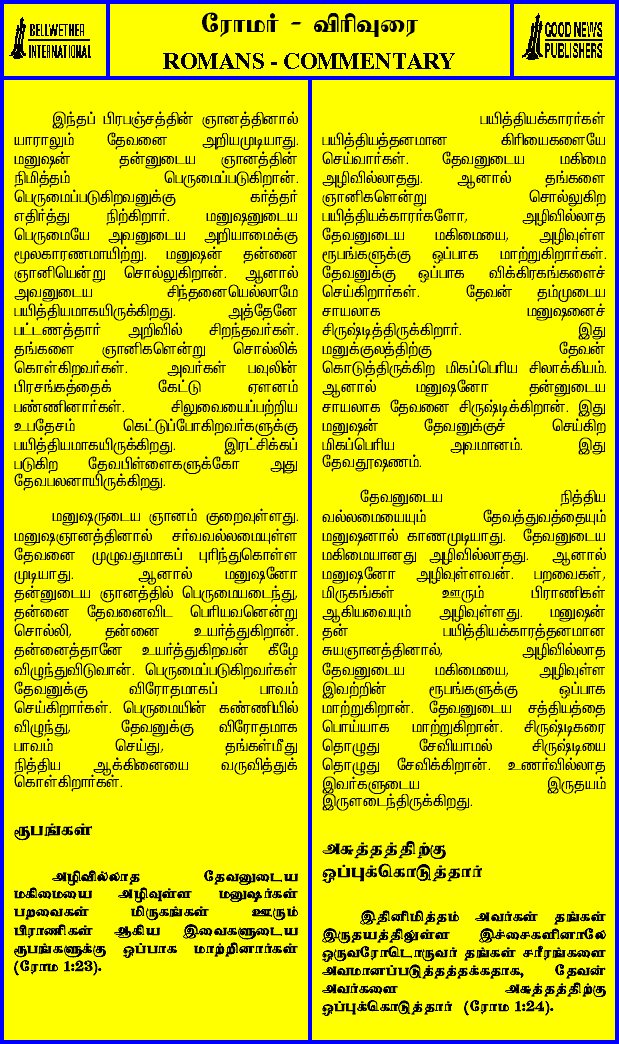 BELLWETHER
INTERNATIONAL
ரோமர் - விரிவுரை
ROMANS - COMMENTARY
GOOD NEWS
PUBLISHERS
இந்தப் பிரபஞ்சத்தின் ஞானத்தினால்
யாராலும் தேவனை அறியமுடியாது.
மனுஷன் தன்னுடைய ஞானத்தின்
நிமித்தம் பெருமைப்படுகிறான்.
பெருமைப்படுகிறவனுக்கு கர்த்தர்
எதிர்த்து நிற்கிறார். மனுஷனுடைய
பெருமையே அவனுடைய அறியாமைக்கு
மூலகாரணமாயிற்று. மனுஷன் தன்னை
ஞானியென்று சொல்லுகிறான். ஆனால்
அவனுடைய சிந்தனையெல்லாமே
பயித்தியமாகயிருக்கிறது. அத்தேனே
பட்டணத்தார் அறிவில் சிறந்தவர்கள்.
தங்களை ஞானிகளென்று சொல்லிக்
கொள்கிறவர்கள். அவர்கள் பவுலின்
பிரசங்கத்தைக் கேட்டு ஏளனம்
பண்ணினார்கள். சிலுவையைப்பற்றிய
உபதேசம் கெட்டுப்போகிறவர்களுக்கு
பயித்தியமாகயிருக்கிறது. இரட்சிக்கப்
படுகிற தேவபிள்ளைகளுக்கோ அது
தேவபலனாயிருக்கிறது.
மனுஷருடைய ஞானம் குறைவுள்ளது.
மனுஷஞானத்தினால் சர்வவல்லமையுள்ள
தேவனை முழுவதுமாகப் புரிந்துகொள்ள
முடியாது. ஆனால் மனுஷனோ
தன்னுடைய ஞானத்தில் பெருமையடைந்து,
தன்னை தேவனைவிட பெரியவனென்று
சொல்லி, தன்னை உயர்த்துகிறான்.
தன்னைத்தானே உயர்த்துகிறவன் கீழே
விழுந்துவிடுவான். பெருமைப்படுகிறவர்கள்
தேவனுக்கு விரோதமாகப் பாவம்
செய்கிறார்கள். பெருமையின் கண்ணியில்
விழுந்து, தேவனுக்கு விரோதமாக
பாவம் செய்து, தங்கள்மீது
நித்திய ஆக்கினையை வருவித்துக்
கொள்கிறார்கள்.
ரூபங்கள்
அழிவில்லாத தேவனுடைய
மகிமையை அழிவுள்ள மனுஷர்கள்
பறவைகள் மிருகங்கள் ஊரும்
பிராணிகள் ஆகிய இவைகளுடைய
ரூபங்களுக்கு ஒப்பாக மாற்றினார்கள்
(ரோம 1:23).
பயித்தியக்காரர்கள்
பயித்தியத்தனமான கிரியைகளையே
செய்வார்கள். தேவனுடைய மகிமை
அழிவில்லாதது. ஆனால் தங்களை
ஞானிகளென்று சொல்லுகிற
பயித்தியக்காரர்களோ, அழிவில்லாத
தேவனுடைய மகிமையை, அழிவுள்ள
ரூபங்களுக்கு ஒப்பாக மாற்றுகிறார்கள்.
தேவனுக்கு ஒப்பாக விக்கிரகங்களைச்
செய்கிறார்கள். தேவன் தம்முடைய
சாயலாக மனுஷனைச்
சிருஷ்டித்திருக்கிறார். இது
மனுக்குலத்திற்கு தேவன்
கொடுத்திருக்கிற மிகப்பெரிய சிலாக்கியம்.
ஆனால் மனுஷனோ தன்னுடைய
சாயலாக தேவனை சிருஷ்டிக்கிறான். இது
மனுஷன் தேவனுக்குச் செய்கிற
மிகப்பெரிய அவமானம். இது
தேவதூஷணம்.
தேவனுடைய நித்திய
வல்லமையையும் தேவத்துவத்தையும்
மனுஷனால் காணமுடியாது. தேவனுடைய
மகிமையானது அழிவில்லாதது. ஆனால்
மனுஷனோ அழிவுள்ளவன். பறவைகள்,
மிருகங்கள் ஊரும் பிராணிகள்
ஆகியவையும் அழிவுள்ளது. மனுஷன்
தன் பயித்தியக்காரத்தனமான
சுயஞானத்தினால், அழிவில்லாத
தேவனுடைய மகிமையை, அழிவுள்ள
இவற்றின் ரூபங்களுக்கு ஒப்பாக
மாற்றுகிறான். தேவனுடைய சத்தியத்தை
பொய்யாக மாற்றுகிறான். சிருஷ்டிகரை
தொழுது சேவியாமல் சிருஷ்டியை
தொழுது சேவிக்கிறான். உணர்வில்லாத
இவர்களுடைய இருதயம்
இருளடைந்திருக்கிறது.
அசுத்தத்திற்கு
ஒப்புக்கொடுத்தார்
இதினிமித்தம் அவர்கள் தங்கள்
இருதயத்திலுள்ள இச்சைகளினாலே
ஒருவரோடொருவர் தங்கள் சரீரங்களை
அவமானப்படுத்தத்தக்கதாக, தேவன்
அவர்களை அசுத்தத்திற்கு
ஒப்புக்கொடுத்தார் (ரோம 1:24).